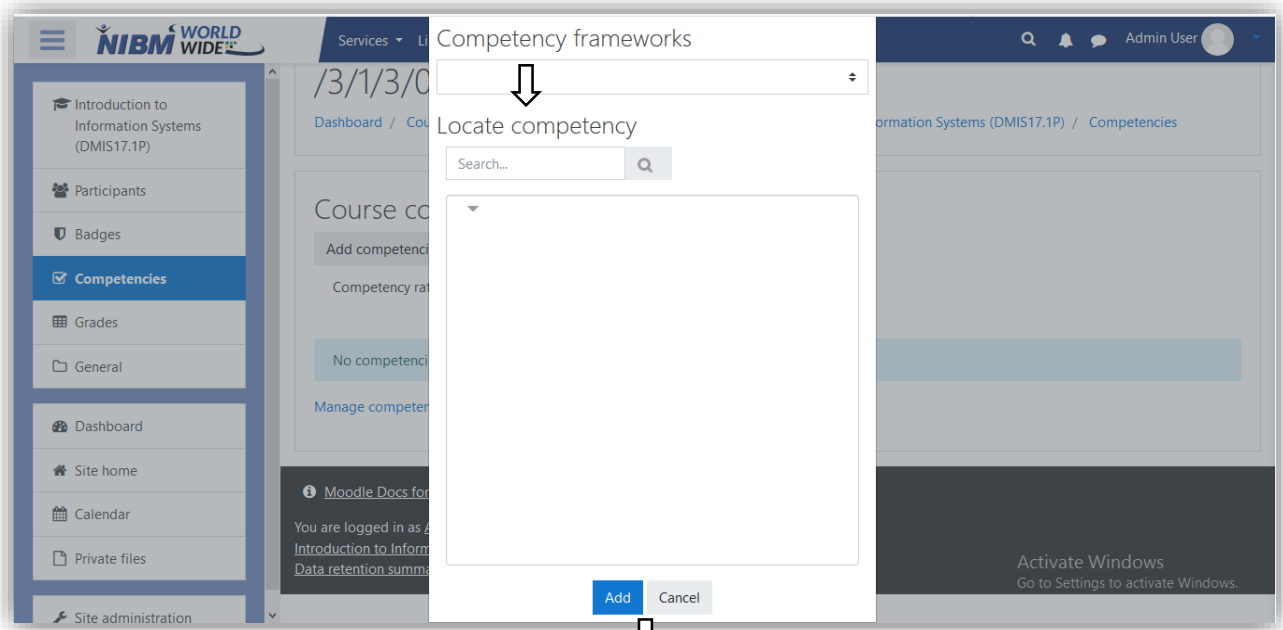 NIBM WORLD WIDE
Services
Li
Admin User
Introduction to
Information Systems
(DMIS17.1P)
Participants
Badges
Competencies
Grades
General
Dashboard
Site home
Calendar
Private files
Site administration
/3/1/3/0
Dashboard / Cou
ormation Systems (DMIS17.1P) / Competencies
Course co
Add competenci
Competency rat
No competenci
Manage competen
Competency frameworks
Locate competency
Search...
Add
Cancel
Moodle Docs for
You are logged in as A
Introduction to Inform
Data retention summa
Activate Windows
Go to Settings to activate Windows.